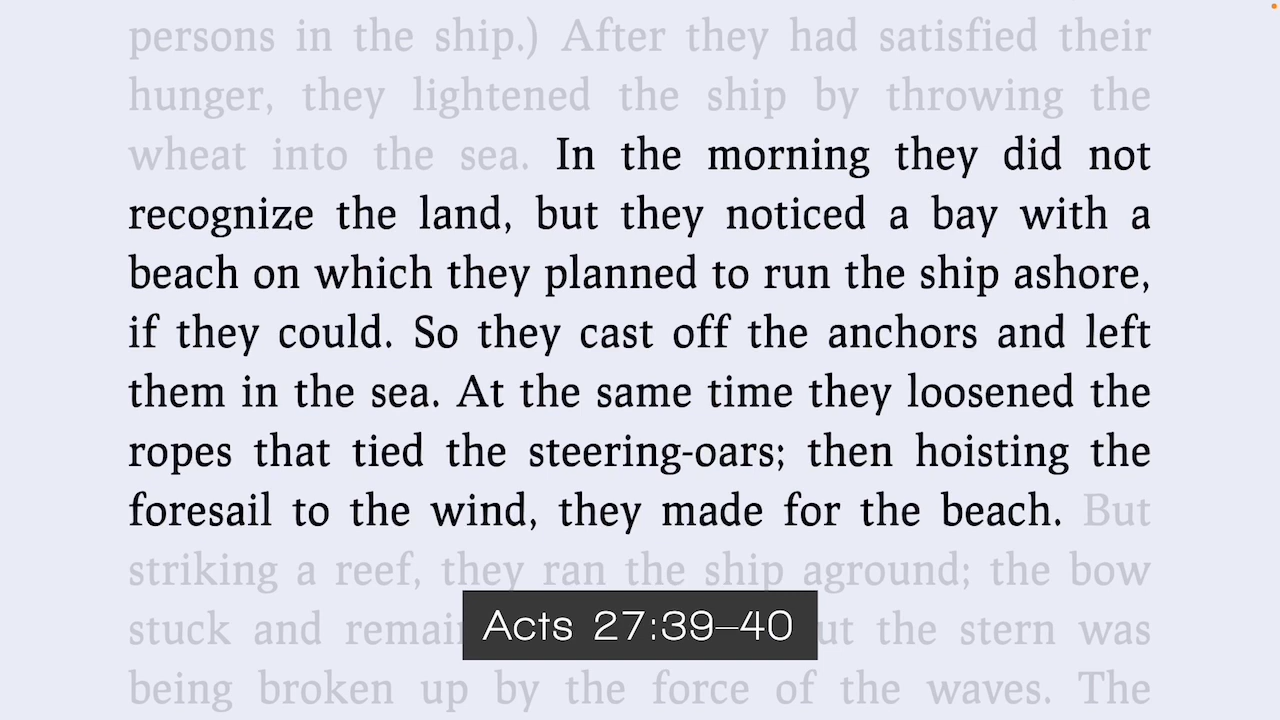 persons in the ship.) After they had satisfied their
hunger, they lightened the ship by throwing the
wheat into the sea. In the morning they did not
recognize the land, but they noticed a bay with a
beach on which they planned to run the ship ashore,
if they could. So they cast off the anchors and left
them in the sea. At the same time they loosened the
ropes that tied the steering-oars; then hoisting the
foresail to the wind, they made for the beach. But
striking a reef, they ran the ship aground; the bow
stuck and the stern was
Acts 27:39–40
being broken up by the force of the waves. The